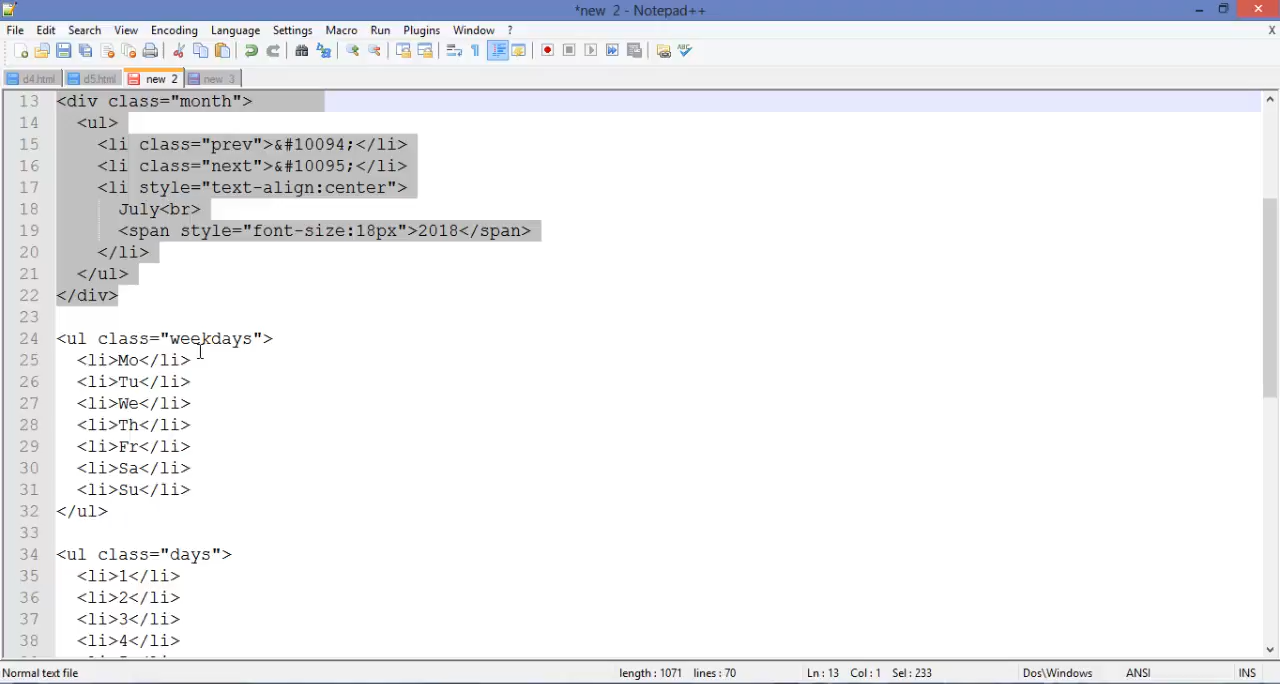 *new 2 - Notepad++
File Edit Search View Encoding Language Settings Macro Run Plugins Window ? X
d4.html d5.html new 2 new 3
13 <div class="month">
14 <ul>
15 <li class="prev">&#10094;</li>
16 <li class="next">&#10095;</li>
17 <li style="text-align:center">
18 July<br>
19 <span style="font-size:18px">2018</span>
20 </li>
21 </ul>
22 </div>
23
24 <ul class="weekdays">
25 <li>Mo</li>
26 <li>Tu</li>
27 <li>We</li>
28 <li>Th</li>
29 <li>Fr</li>
30 <li>Sa</li>
31 <li>Su</li>
32 </ul>
33
34 <ul class="days">
35 <li>1</li>
36 <li>2</li>
37 <li>3</li>
38 <li>4</li>
Normal text file length : 1071 lines : 70 Ln : 13 Col : 1 Sel : 233 Dos\Windows ANSI INS